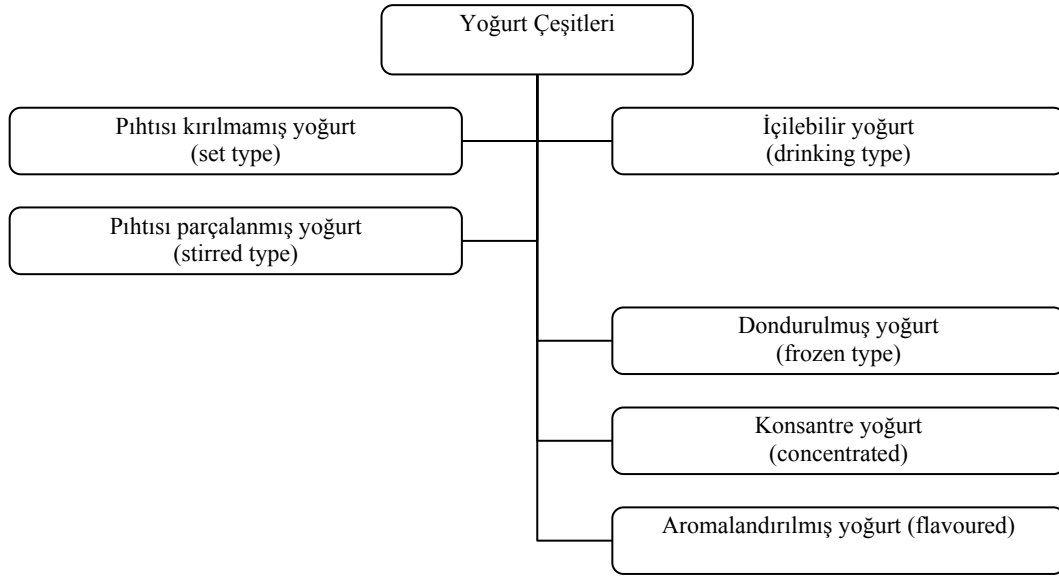 Yoğurt Çeşitleri
Pıhtısı kırılmamış yoğurt
(set type)
İçilebilir yoğurt
(drinking type)
Pıhtısı parçalanmış yoğurt
(stirred type)
Dondurulmuş yoğurt
(frozen type)
Konsantre yoğurt
(concentrated)
Aromalandırılmış yoğurt (flavoured)